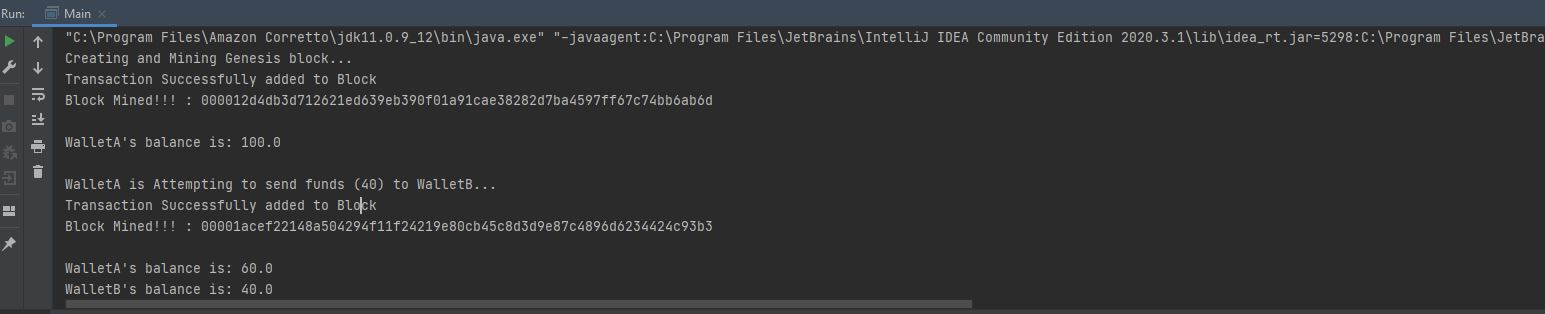 Run: Main
"C:\Program Files\Amazon Corretto\jdk11.0.9_12\bin\java.exe" "-javaagent:C:\Program Files\JetBrains\IntelliJ IDEA Community Edition 2020.3.1\lib\idea_rt.jar=5298:C:\Program Files\JetBra
Creating and Mining Genesis block...
Transaction Successfully added to Block
Block Mined!!! : 000012d4db3d712621ed639eb390f01a91cae38282d7ba4597ff67c74bb6ab6d
WalletA's balance is: 100.0
WalletA is Attempting to send funds (40) to WalletB...
Transaction Successfully added to Block
Block Mined!!! : 00001acef22148a504294f11f24219e80cb45c8d3d9e87c4896d6234424c93b3
WalletA's balance is: 60.0
WalletB's balance is: 40.0